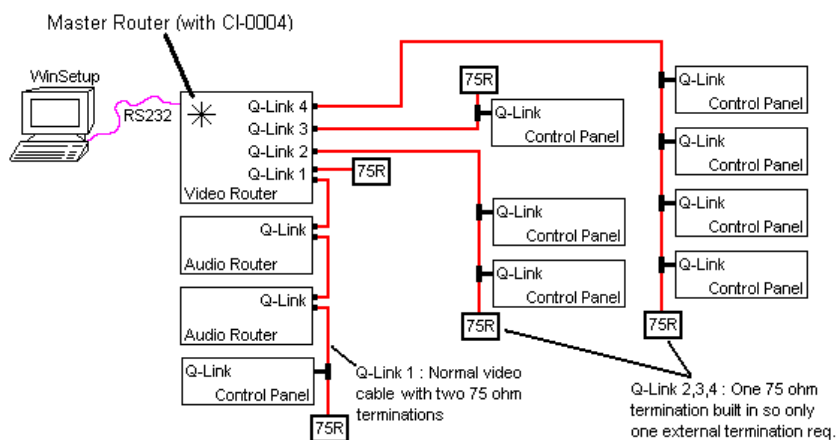 Master Router (with CI-0004)
WinSetup
RS232
Q-Link 4
Q-Link 3
Q-Link 2
Q-Link 1
Video Router
75R
75R
Q-Link
Control Panel
Q-Link
Control Panel
Q-Link
Control Panel
75R
Q-Link
Control Panel
Q-Link
Control Panel
Q-Link
Control Panel
Q-Link
Control Panel
75R
Q-Link
Audio Router
Q-Link
Audio Router
Q-Link
Control Panel
75R
Q-Link 1 : Normal video
cable with two 75 ohm
terminations
Q-Link 2,3,4 : One 75 ohm
termination built in so only
one external termination req.